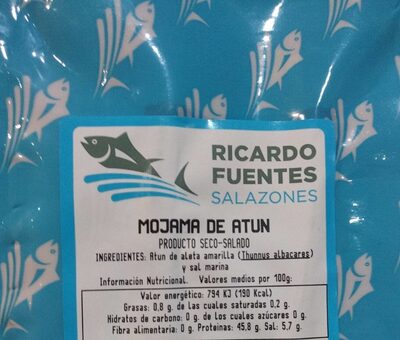 RICARDO
FUENTES
SALAZONES
MOJAMA DE ATUN
PRODUCTO SECO-SALADO
INGREDIENTES: Atun de aleta amarilla (Thunnus albacares)
y sal marina
Información Nutricional. Valores medios por 100g:
Valor energético: 794 KJ (190 Kcal)
Grasas: 0,8 g. de las cuales saturadas 0,2 g.
Hidratos de carbono: 0 g. de los cuales azúcares 0 g.
Fibra alimentaria: 0 g. Proteinas: 45,8 g. Sal: 5,7 g.